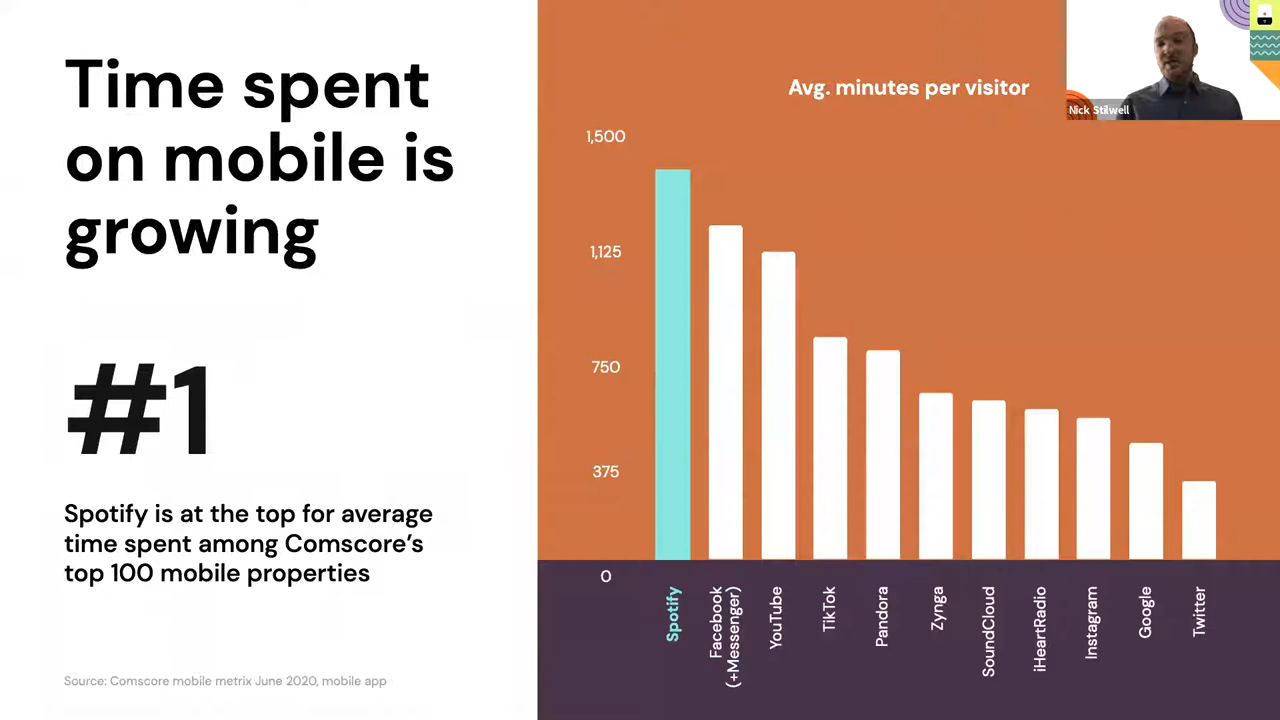 Time spent
on mobile is
growing
#1
Spotify is at the top for average
time spent among Comscore's
top 100 mobile properties
Source: Comscore mobile metrix June 2020, mobile app
Avg. minutes per visitor
1,500
1,125
750
375
0
Spotify
Facebook
(+Messenger)
YouTube
TikTok
Pandora
Zynga
SoundCloud
iHeartRadio
Instagram
Google
Twitter
Nick Stilwell